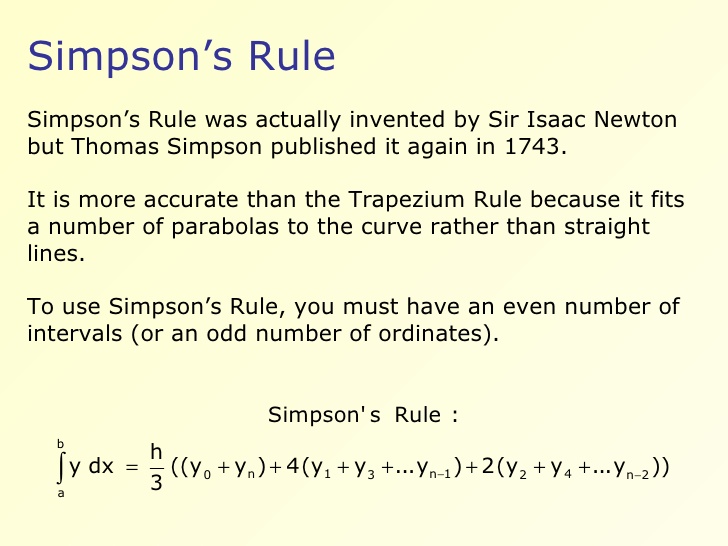 Simpson’s Rule
Simpson’s Rule was actually invented by Sir Isaac Newton
but Thomas Simpson published it again in 1743.
It is more accurate than the Trapezium Rule because it fits
a number of parabolas to the curve rather than straight
lines.
To use Simpson’s Rule, you must have an even number of
intervals (or an odd number of ordinates).
Simpson's Rule :
∫_a^b y dx = h/3 ((y_0 + y_n) + 4(y_1 + y_3 + ... y_{n−1}) + 2(y_2 + y_4 + ... y_{n−2}))